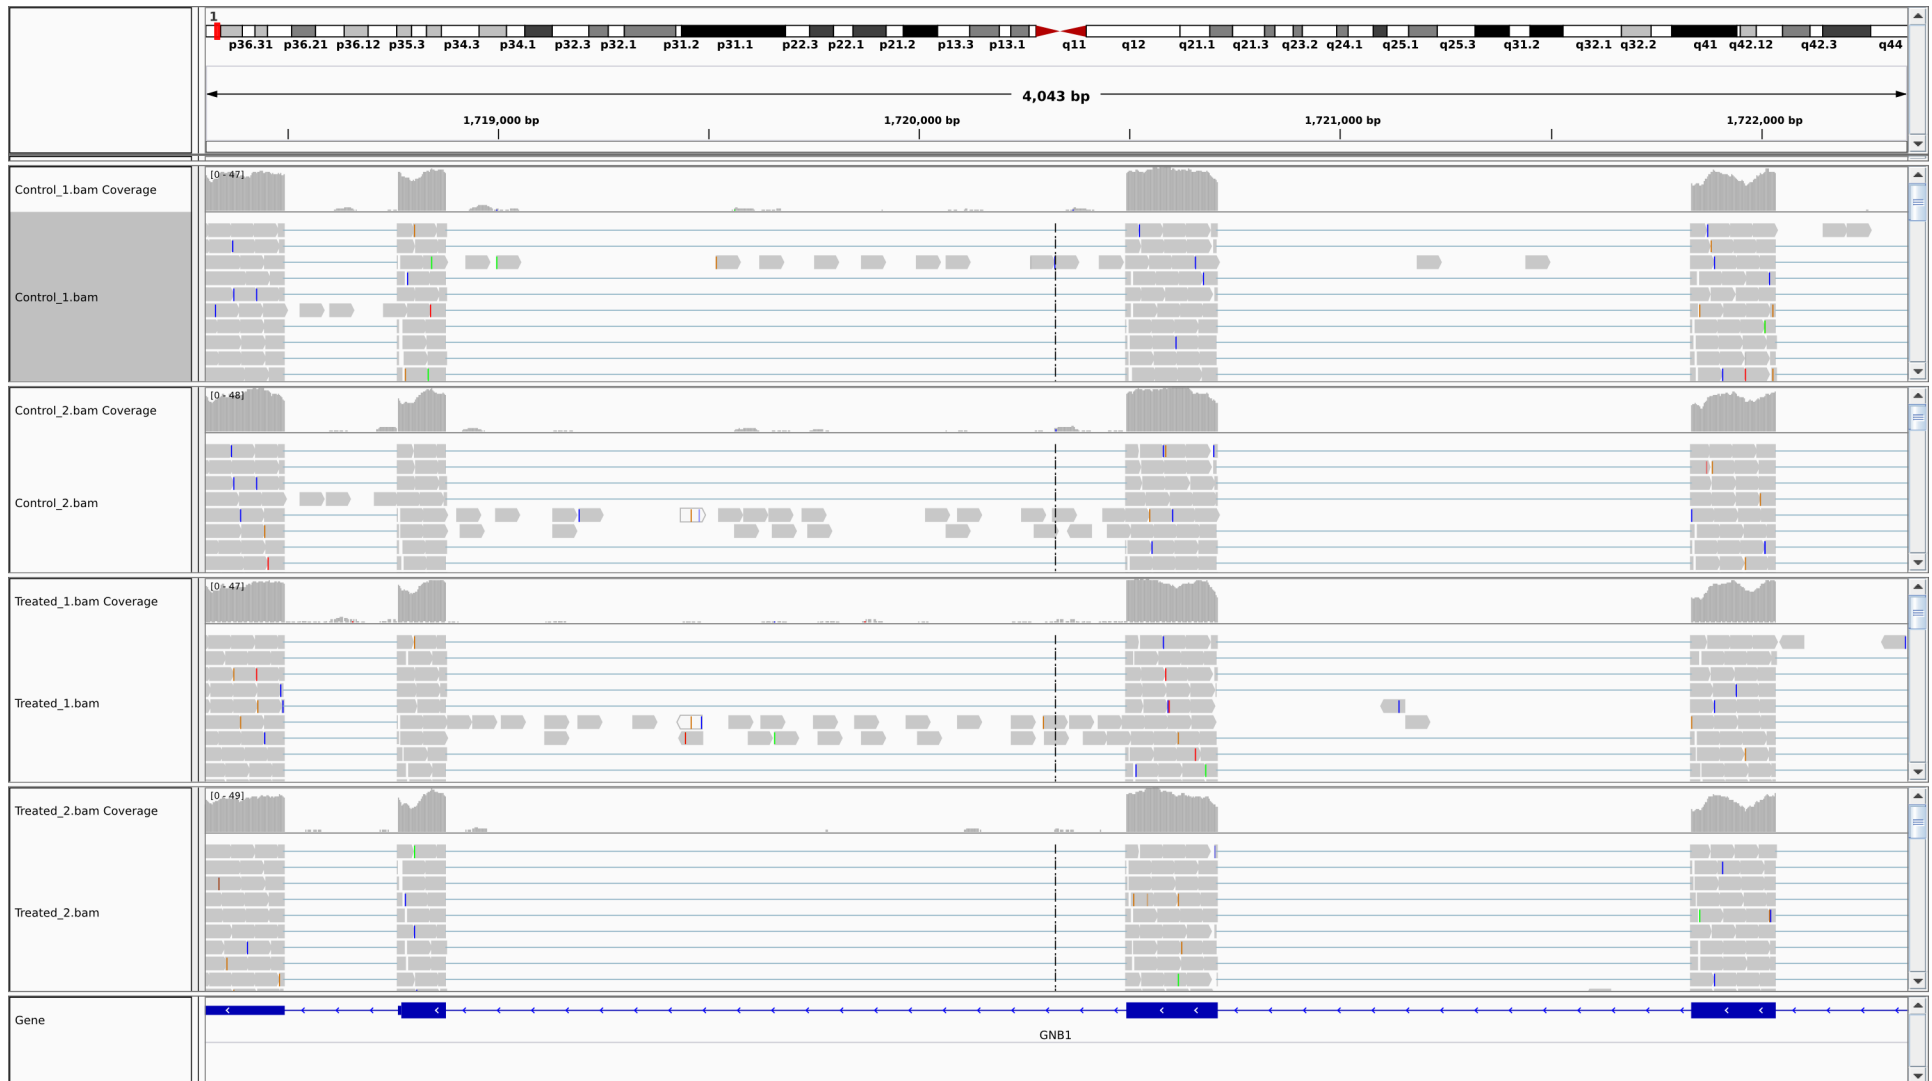 1
p36.31 p36.21 p36.12 p35.3 p34.3 p34.1 p32.3 p32.1 p31.2 p31.1 p22.3 p22.1 p21.2 p13.3 p13.1 q11 q12 q21.1 q21.3 q23.2 q24.1 q25.1 q25.3 q31.2 q32.1 q32.2 q41 q42.12 q42.3 q44
4,043 bp
1,719,000 bp 1,720,000 bp 1,721,000 bp 1,722,000 bp
Control_1.bam Coverage
[0 - 47]
Control_1.bam
Control_2.bam Coverage
[0 - 48]
Control_2.bam
Treated_1.bam Coverage
[0 - 47]
Treated_1.bam
Treated_2.bam Coverage
[0 - 49]
Treated_2.bam
Gene
GNB1